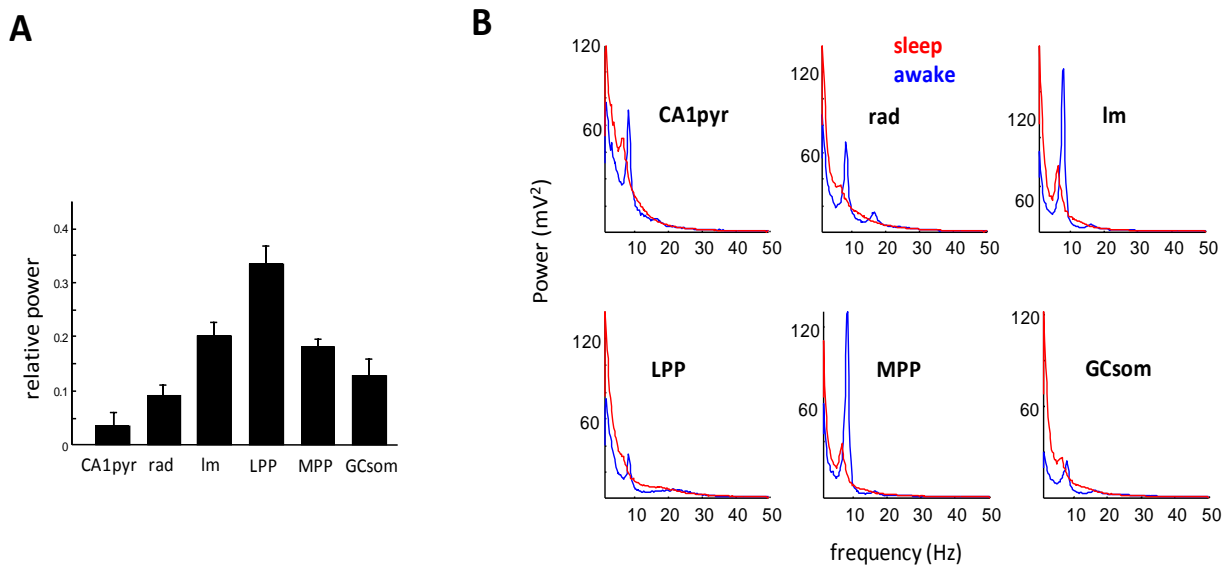 A
relative power
0.4
0.3
0.2
0.1
0
CA1pyr rad lm LPP MPP GCsom
B
Power (mV²)
sleep
awake
120
60
CA1pyr
10 20 30 40 50
120
60
rad
10 20 30 40 50
120
60
lm
10 20 30 40 50
120
60
LPP
10 20 30 40 50
120
60
MPP
10 20 30 40 50
120
60
GCsom
10 20 30 40 50
frequency (Hz)